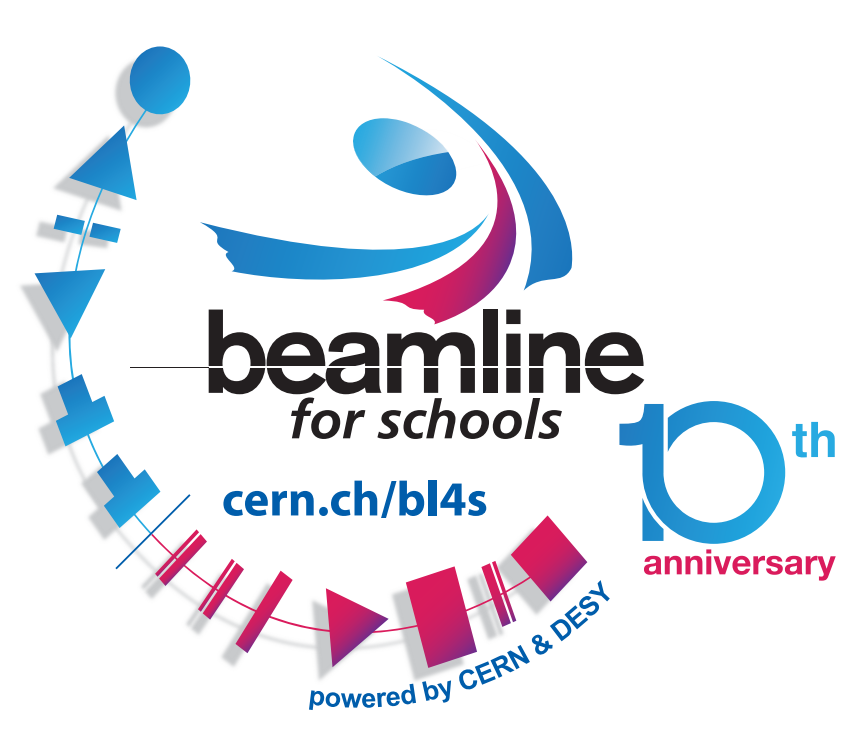 beamline
for schools
cern.ch/bl4s
10th
anniversary
powered by CERN & DESY